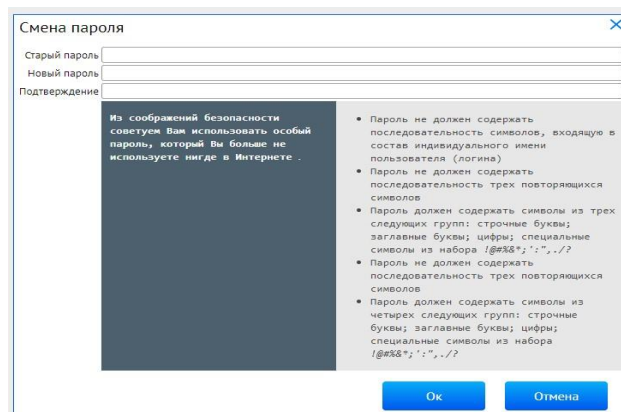 Смена пароля
Старый пароль
Новый пароль
Подтверждение
Из соображений безопасности
советуем Вам использовать особый
пароль, который Вы больше не
используете нигде в Интернете .
• Пароль не должен содержать
последовательность символов, входящую в
состав индивидуального имени
пользователя (логина)
• Пароль не должен содержать
последовательность трех повторяющихся
символов
• Пароль должен содержать символы из трех
следующих групп: строчные буквы;
заглавные буквы; цифры; специальные
символы из набора !@#%&*;':",./?
• Пароль не должен содержать
последовательность трех повторяющихся
символов
• Пароль должен содержать символы из
четырех следующих групп: строчные
буквы; заглавные буквы; цифры;
специальные символы из набора
!@#%&*;':",./?
Ок
Отмена